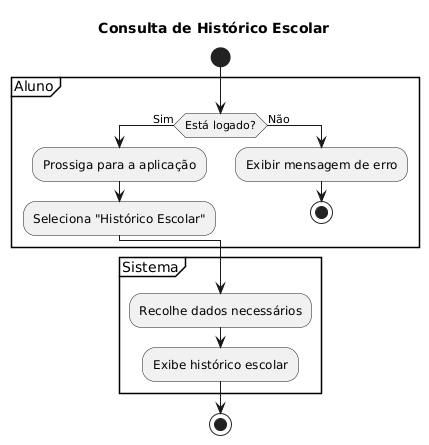 Consulta de Histórico Escolar
Aluno
Está logado?
Sim
Não
Prossiga para a aplicação
Exibir mensagem de erro
Seleciona "Histórico Escolar"
Sistema
Recolhe dados necessários
Exibe histórico escolar